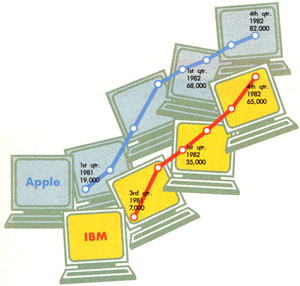 4th qtr.
1982
82,000
1st qtr.
1982
68,000
4th qtr.
1982
65,000
1st qtr.
1982
35,000
1st qtr.
1981
19,000
Apple
3rd qtr.
1981
7,000
IBM